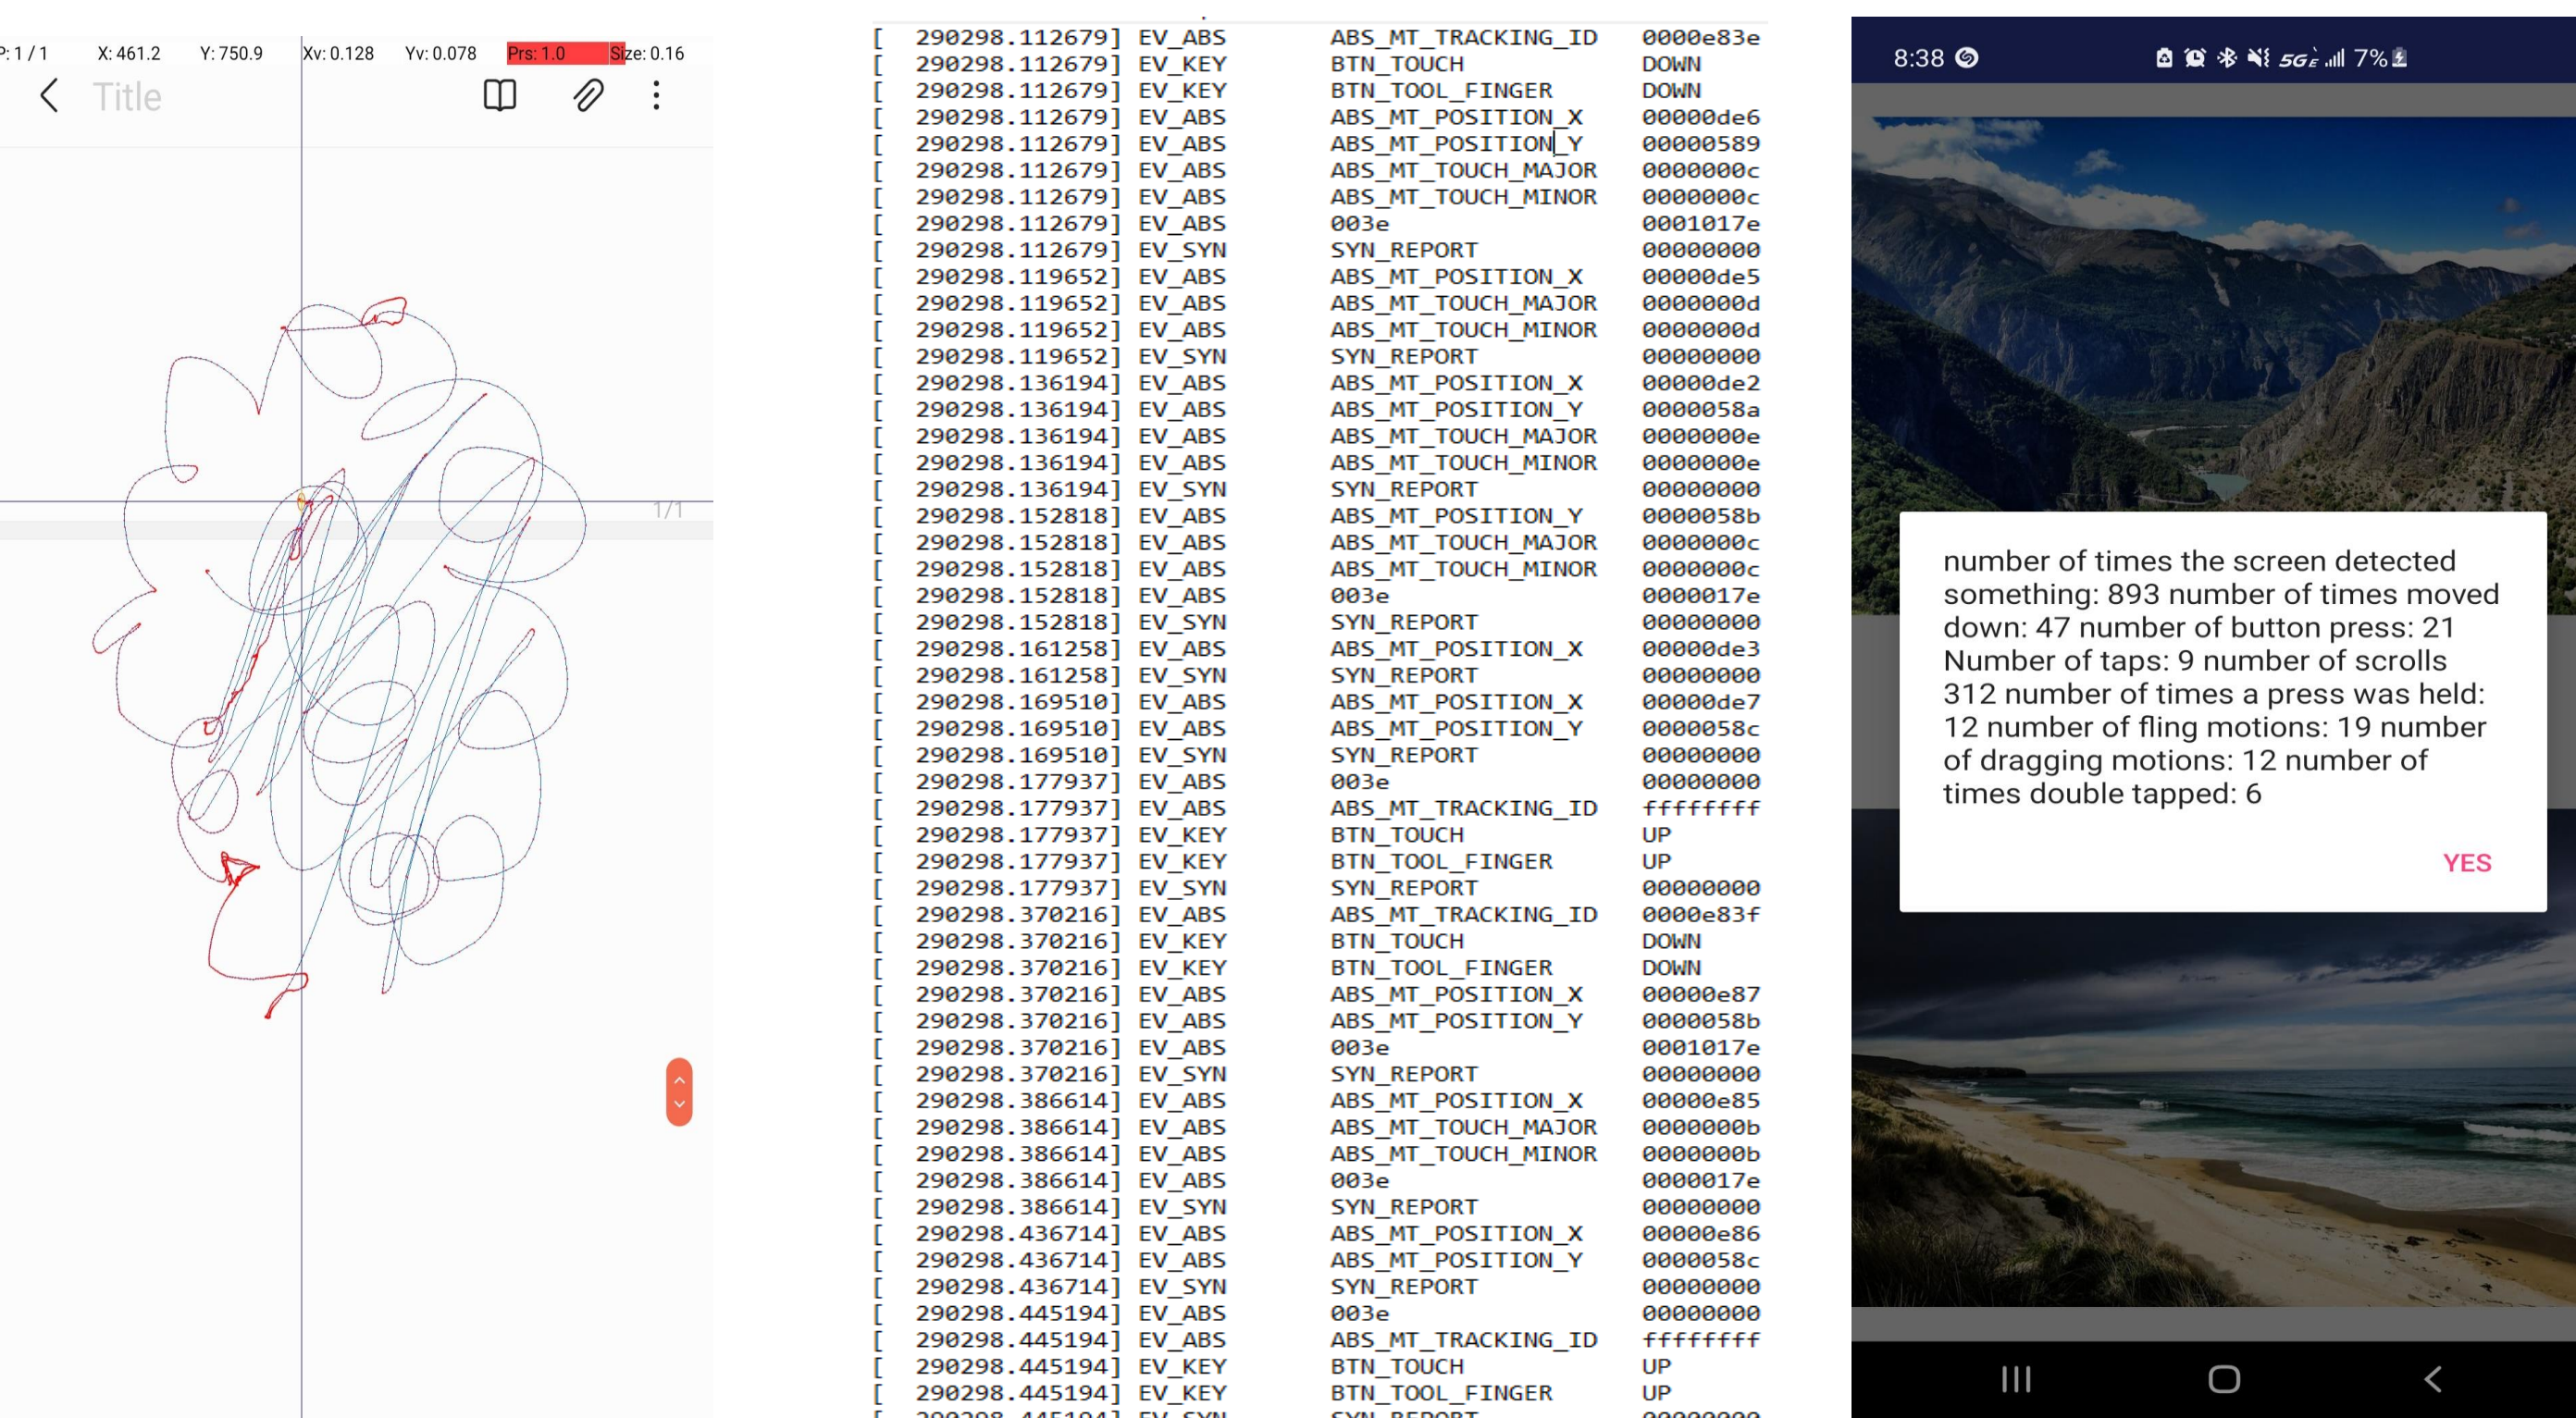 P: 1 / 1 X: 461.2 Y: 750.9 Xv: 0.128 Yv: 0.078 Prs: 1.0 Size: 0.16
Title
1/1
[ 290298.112679] EV_ABS ABS_MT_TRACKING_ID 0000e83e
[ 290298.112679] EV_KEY BTN_TOUCH DOWN
[ 290298.112679] EV_KEY BTN_TOOL_FINGER DOWN
[ 290298.112679] EV_ABS ABS_MT_POSITION_X 00000de6
[ 290298.112679] EV_ABS ABS_MT_POSITION_Y 00000589
[ 290298.112679] EV_ABS ABS_MT_TOUCH_MAJOR 0000000c
[ 290298.112679] EV_ABS ABS_MT_TOUCH_MINOR 0000000c
[ 290298.112679] EV_ABS 003e 0001017e
[ 290298.112679] EV_SYN SYN_REPORT 00000000
[ 290298.119652] EV_ABS ABS_MT_POSITION_X 00000de5
[ 290298.119652] EV_ABS ABS_MT_TOUCH_MAJOR 0000000d
[ 290298.119652] EV_ABS ABS_MT_TOUCH_MINOR 0000000d
[ 290298.119652] EV_SYN SYN_REPORT 00000000
[ 290298.136194] EV_ABS ABS_MT_POSITION_X 00000de2
[ 290298.136194] EV_ABS ABS_MT_POSITION_Y 0000058a
[ 290298.136194] EV_ABS ABS_MT_TOUCH_MAJOR 0000000e
[ 290298.136194] EV_ABS ABS_MT_TOUCH_MINOR 0000000e
[ 290298.136194] EV_SYN SYN_REPORT 00000000
[ 290298.152818] EV_ABS ABS_MT_POSITION_Y 0000058b
[ 290298.152818] EV_ABS ABS_MT_TOUCH_MAJOR 0000000c
[ 290298.152818] EV_ABS ABS_MT_TOUCH_MINOR 0000000c
[ 290298.152818] EV_ABS 003e 0000017e
[ 290298.152818] EV_SYN SYN_REPORT 00000000
[ 290298.161258] EV_ABS ABS_MT_POSITION_X 00000de3
[ 290298.161258] EV_SYN SYN_REPORT 00000000
[ 290298.169510] EV_ABS ABS_MT_POSITION_X 00000de7
[ 290298.169510] EV_ABS ABS_MT_POSITION_Y 0000058c
[ 290298.169510] EV_SYN SYN_REPORT 00000000
[ 290298.177937] EV_ABS 003e 00000000
[ 290298.177937] EV_ABS ABS_MT_TRACKING_ID ffffffff
[ 290298.177937] EV_KEY BTN_TOUCH UP
[ 290298.177937] EV_KEY BTN_TOOL_FINGER UP
[ 290298.177937] EV_SYN SYN_REPORT 00000000
[ 290298.370216] EV_ABS ABS_MT_TRACKING_ID 0000e83f
[ 290298.370216] EV_KEY BTN_TOUCH DOWN
[ 290298.370216] EV_KEY BTN_TOOL_FINGER DOWN
[ 290298.370216] EV_ABS ABS_MT_POSITION_X 00000e87
[ 290298.370216] EV_ABS ABS_MT_POSITION_Y 0000058b
[ 290298.370216] EV_ABS 003e 0001017e
[ 290298.370216] EV_SYN SYN_REPORT 00000000
[ 290298.386614] EV_ABS ABS_MT_POSITION_X 00000e85
[ 290298.386614] EV_ABS ABS_MT_TOUCH_MAJOR 0000000b
[ 290298.386614] EV_ABS ABS_MT_TOUCH_MINOR 0000000b
[ 290298.386614] EV_ABS 003e 0000017e
[ 290298.386614] EV_SYN SYN_REPORT 00000000
[ 290298.436714] EV_ABS ABS_MT_POSITION_X 00000e86
[ 290298.436714] EV_ABS ABS_MT_POSITION_Y 0000058c
[ 290298.436714] EV_SYN SYN_REPORT 00000000
[ 290298.445194] EV_ABS 003e 00000000
[ 290298.445194] EV_ABS ABS_MT_TRACKING_ID ffffffff
[ 290298.445194] EV_KEY BTN_TOUCH UP
[ 290298.445194] EV_KEY BTN_TOOL_FINGER UP
8:38 5GE 7%
number of times the screen detected
something: 893 number of times moved
down: 47 number of button press: 21
Number of taps: 9 number of scrolls
312 number of times a press was held:
12 number of fling motions: 19 number
of dragging motions: 12 number of
times double tapped: 6
YES